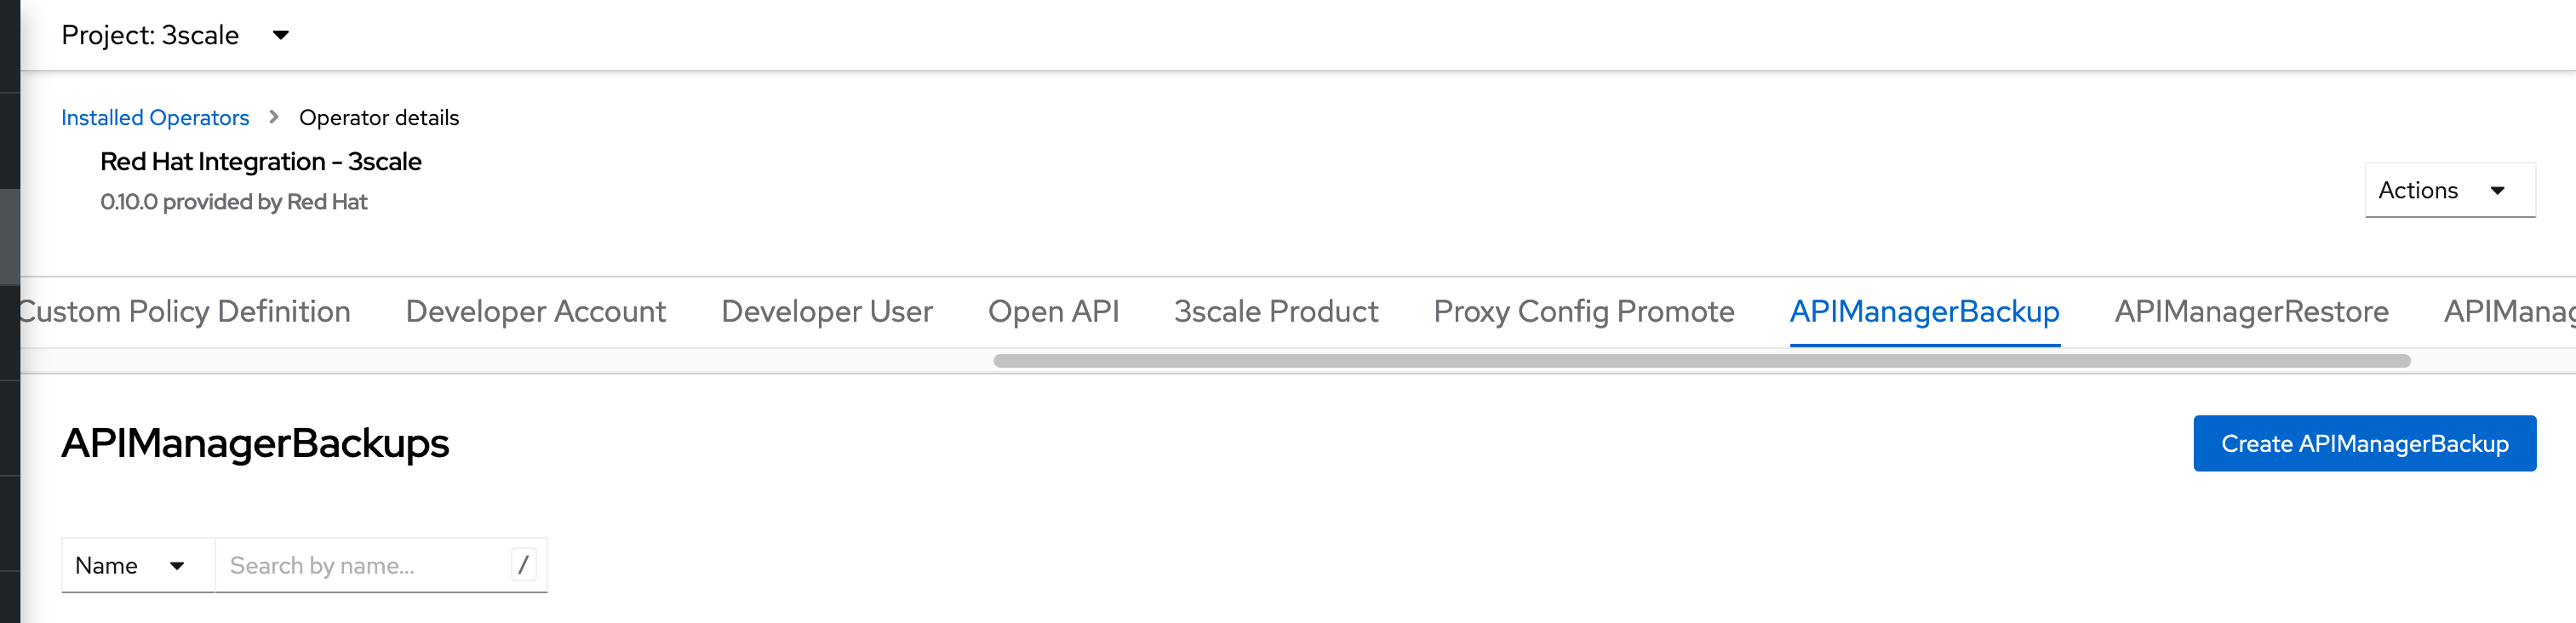 Project: 3scale
Installed Operators > Operator details
Red Hat Integration - 3scale
0.10.0 provided by Red Hat
Actions
Custom Policy Definition Developer Account Developer User Open API 3scale Product Proxy Config Promote APIManagerBackup APIManagerRestore APIManag
APIManagerBackups
Create APIManagerBackup
Name Search by name... /